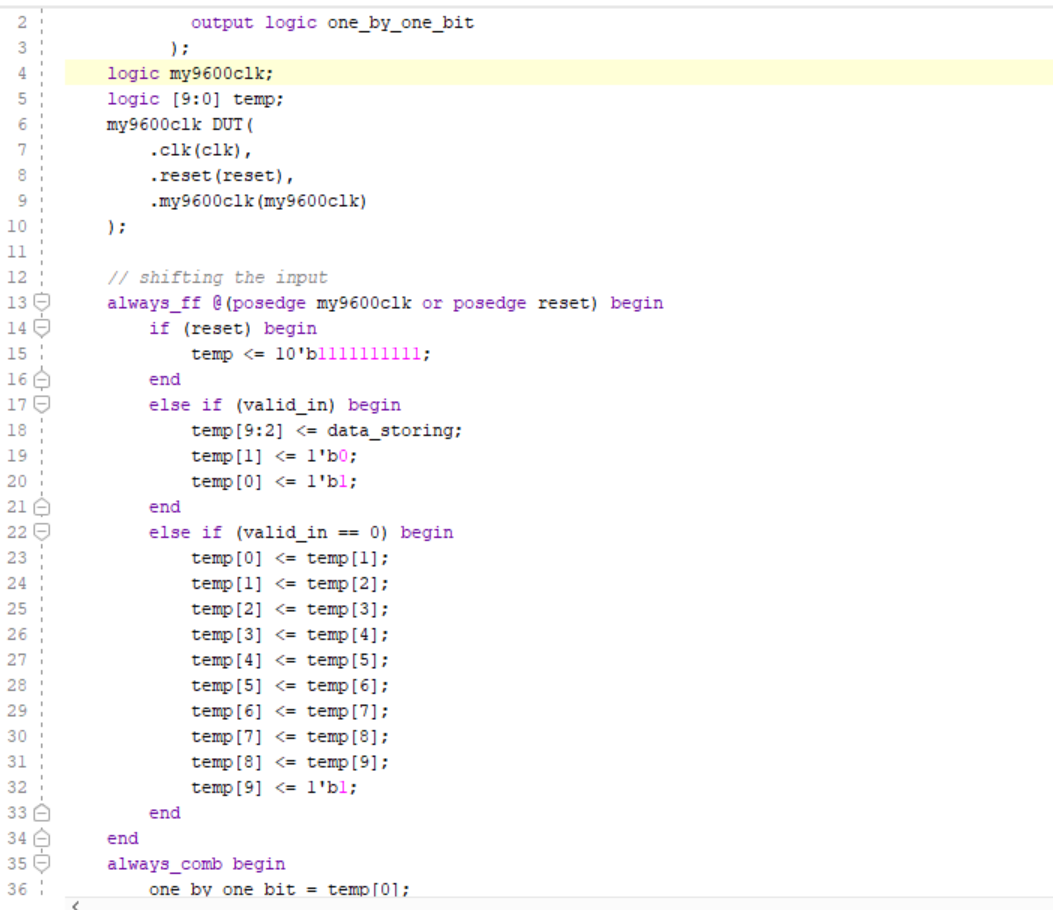 2 output logic one_by_one_bit
3 );
4 logic my9600clk;
5 logic [9:0] temp;
6 my9600clk DUT(
7 .clk(clk),
8 .reset(reset),
9 .my9600clk(my9600clk)
10 );
11
12 // shifting the input
13 always_ff @(posedge my9600clk or posedge reset) begin
14 if (reset) begin
15 temp <= 10'b1111111111;
16 end
17 else if (valid_in) begin
18 temp[9:2] <= data_storing;
19 temp[1] <= 1'b0;
20 temp[0] <= 1'b1;
21 end
22 else if (valid_in == 0) begin
23 temp[0] <= temp[1];
24 temp[1] <= temp[2];
25 temp[2] <= temp[3];
26 temp[3] <= temp[4];
27 temp[4] <= temp[5];
28 temp[5] <= temp[6];
29 temp[6] <= temp[7];
30 temp[7] <= temp[8];
31 temp[8] <= temp[9];
32 temp[9] <= 1'b1;
33 end
34 end
35 always_comb begin
36 one_by_one_bit = temp[0];